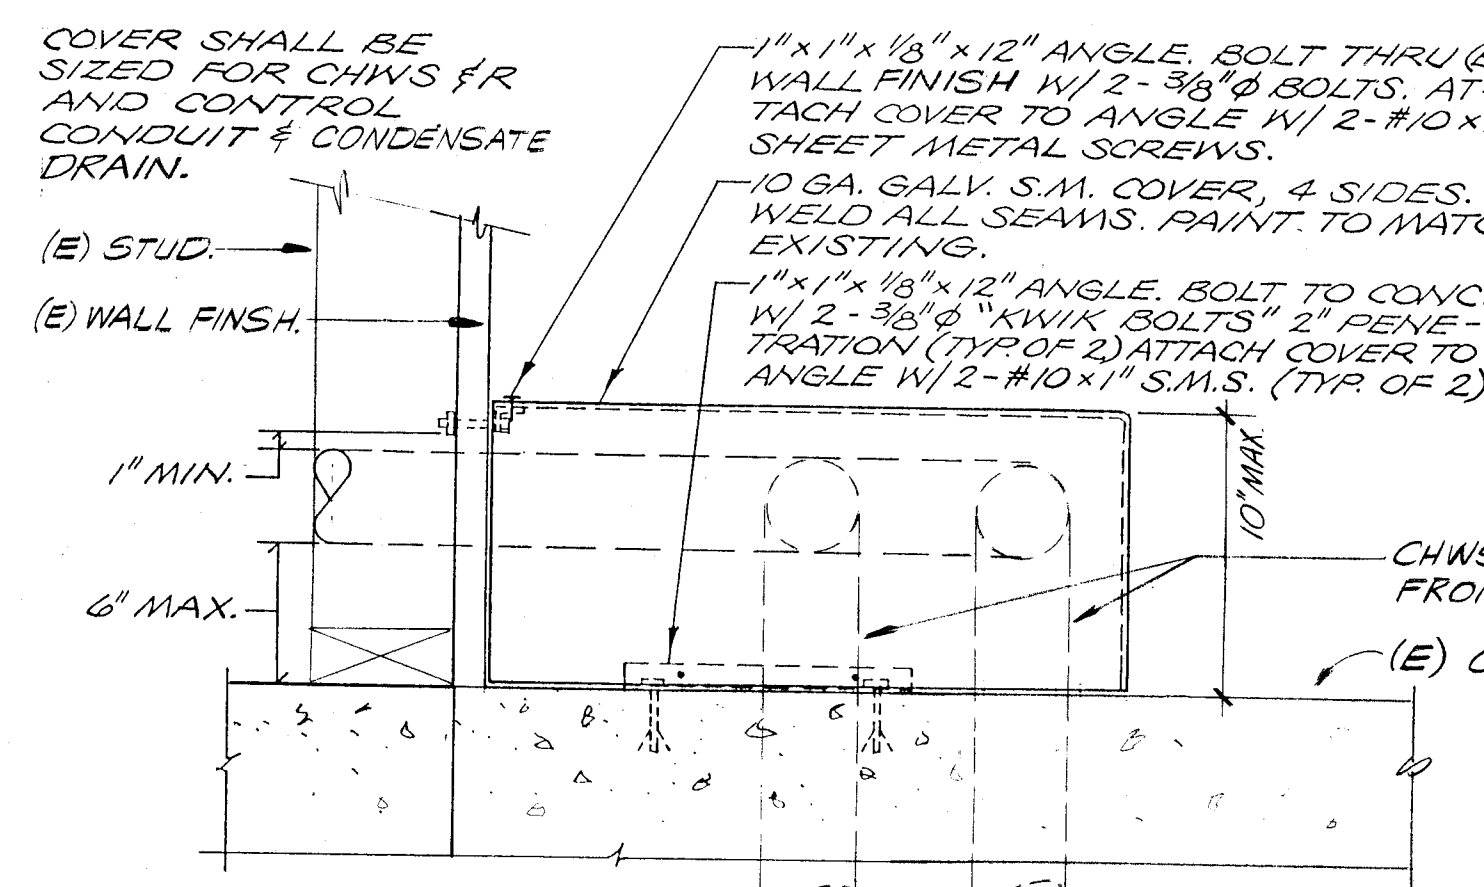 COVER SHALL BE
SIZED FOR CHWS & R
AND CONTROL
CONDUIT & CONDENSATE
DRAIN.
(E) STUD.
(E) WALL FINSH.
1" MIN.
6" MAX.
1"x1"x1/8"x12" ANGLE. BOLT THRU
WALL FINISH W/ 2-3/8"ϕ BOLTS. AT-
TACH COVER TO ANGLE W/ 2-#10x
SHEET METAL SCREWS.
10 GA. GALV. S.M. COVER, 4 SIDES.
WELD ALL SEAMS. PAINT TO
EXISTING.
1"x1"x1/8"x12" ANGLE. BOLT TO CONC.
W/ 2-3/8"ϕ "KWIK BOLTS" 2" PENE-
TRATION (TYP. OF 2) ATTACH COVER TO
ANGLE W/ 2-#10x1" S.M.S. (TYP. OF 2)
10" MAX.
CHWS
(E)